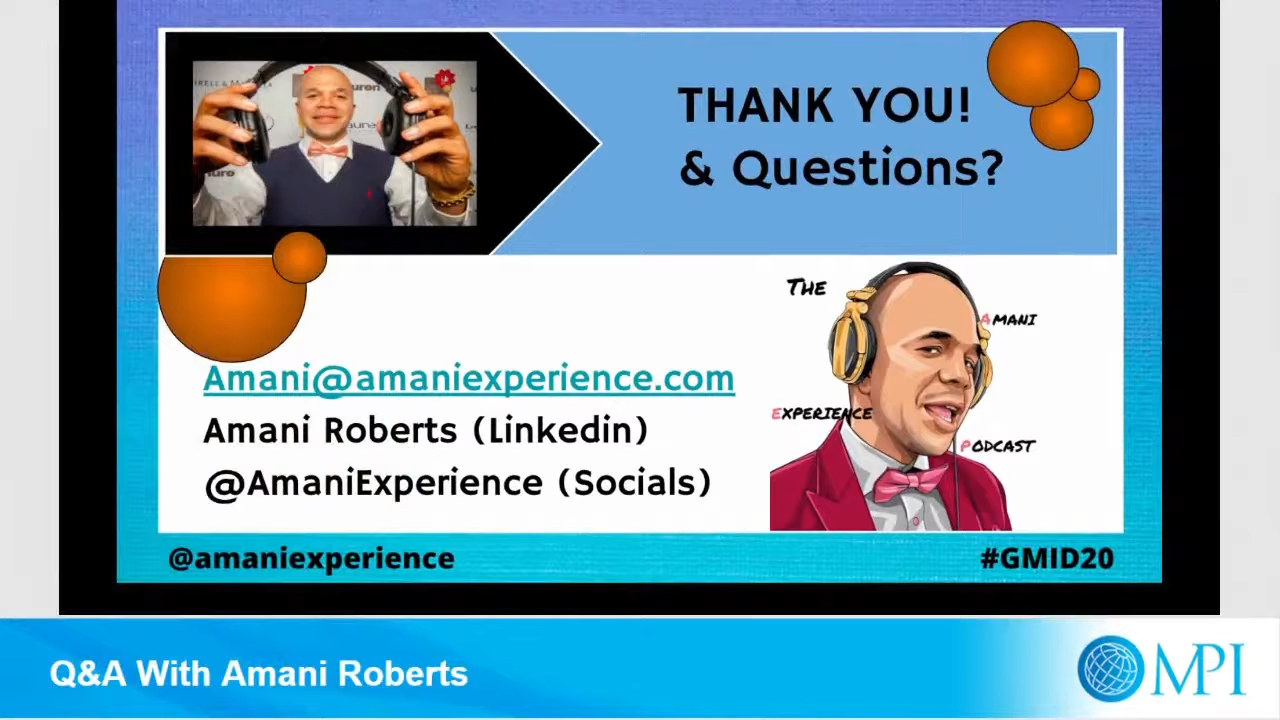 THANK YOU!
& Questions?
The
Amani
Experience
Podcast
Amani@amaniexperience.com
Amani Roberts (Linkedin)
@AmaniExperience (Socials)
@amaniexperience
#GMID20
Q&A With Amani Roberts
MPI